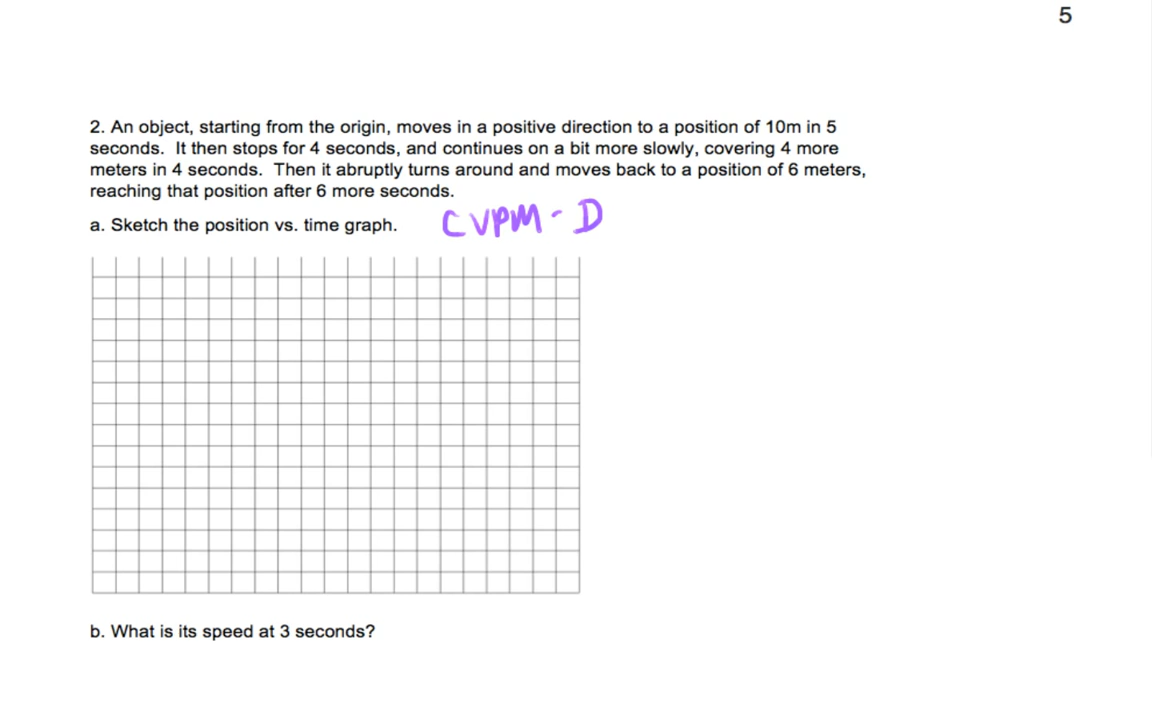 5
2. An object, starting from the origin, moves in a positive direction to a position of 10m in 5
seconds.  It then stops for 4 seconds, and continues on a bit more slowly, covering 4 more
meters in 4 seconds.  Then it abruptly turns around and moves back to a position of 6 meters,
reaching that position after 6 more seconds.
a. Sketch the position vs. time graph.
CVPM - D
b. What is its speed at 3 seconds?